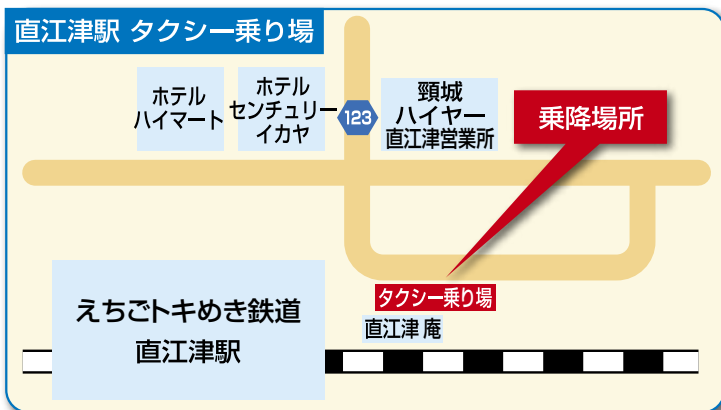 直江津駅 タクシー乗り場
ホテル
ハイマート
ホテル
センチュリー
イカヤ
123
頸城
ハイヤー
直江津営業所
乗降場所
タクシー乗り場
直江津 庵
えちごトキめき鉄道
直江津駅